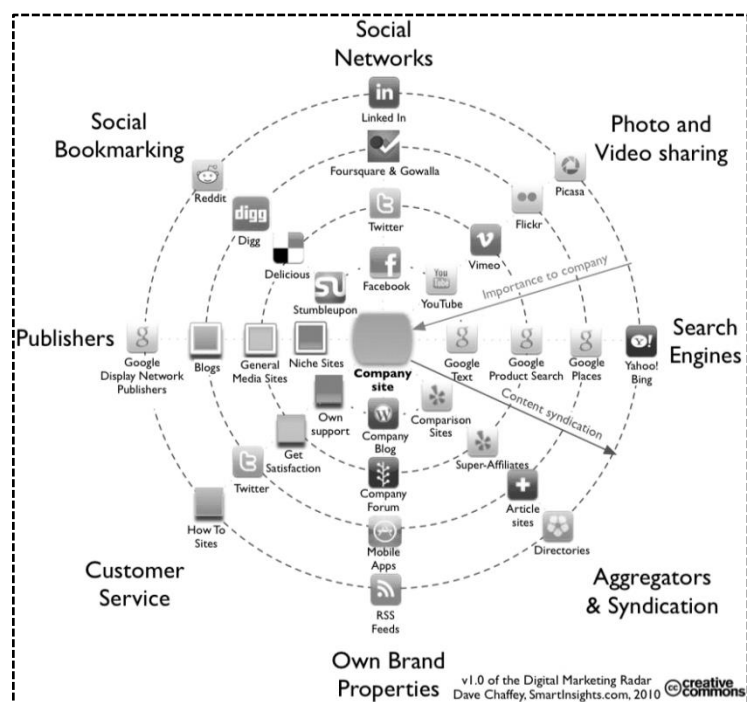 Social
Networks
in
Linked In
Social
Bookmarking
Photo and
Video sharing
Foursquare & Gowalla
Reddit
Picasa
digg
Digg
Flickr
t
Twitter
v
Vimeo
Delicious
f
Facebook
You
Tube
YouTube
Importance to company
su
Stumbleupon
Publishers
g
Google
Display Network
Publishers
Blogs
General
Media Sites
Niche Sites
Company
site
g
Google
Text
g
Google
Product Search
g
Google
Places
Y!
Yahoo!
Bing
Search
Engines
Own
support
W
Company
Blog
Comparison
Sites
Content syndication
Get
Satisfaction
Super-Affiliates
t
Twitter
Company
Forum
Article
sites
How To
Sites
Mobile
Apps
Directories
Customer
Service
RSS
Feeds
Aggregators
& Syndication
Own Brand
Properties
v1.0 of the Digital Marketing Radar
Dave Chaffey, SmartInsights.com, 2010
cc creative
commons